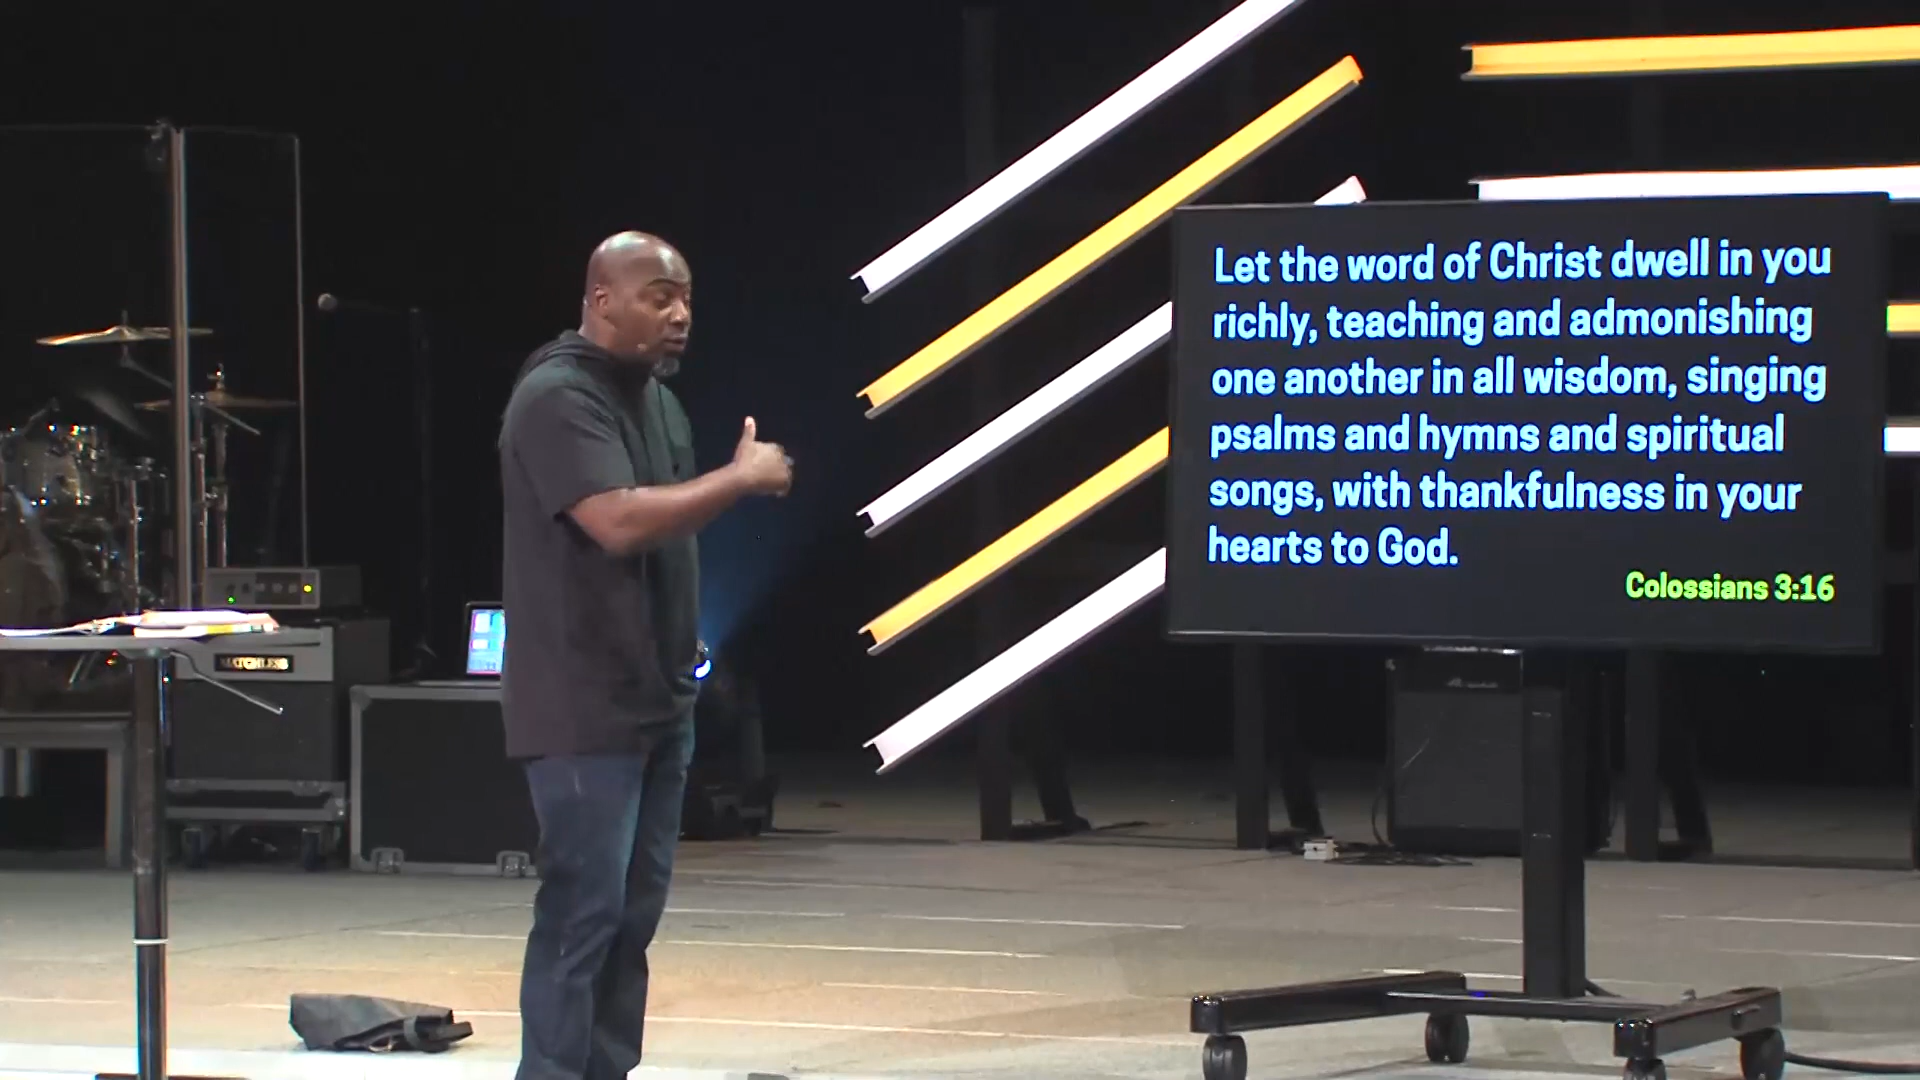 Let the word of Christ dwell in you
richly, teaching and admonishing
one another in all wisdom, singing
psalms and hymns and spiritual
songs, with thankfulness in your
hearts to God.
Colossians 3:16
MATCHLESS